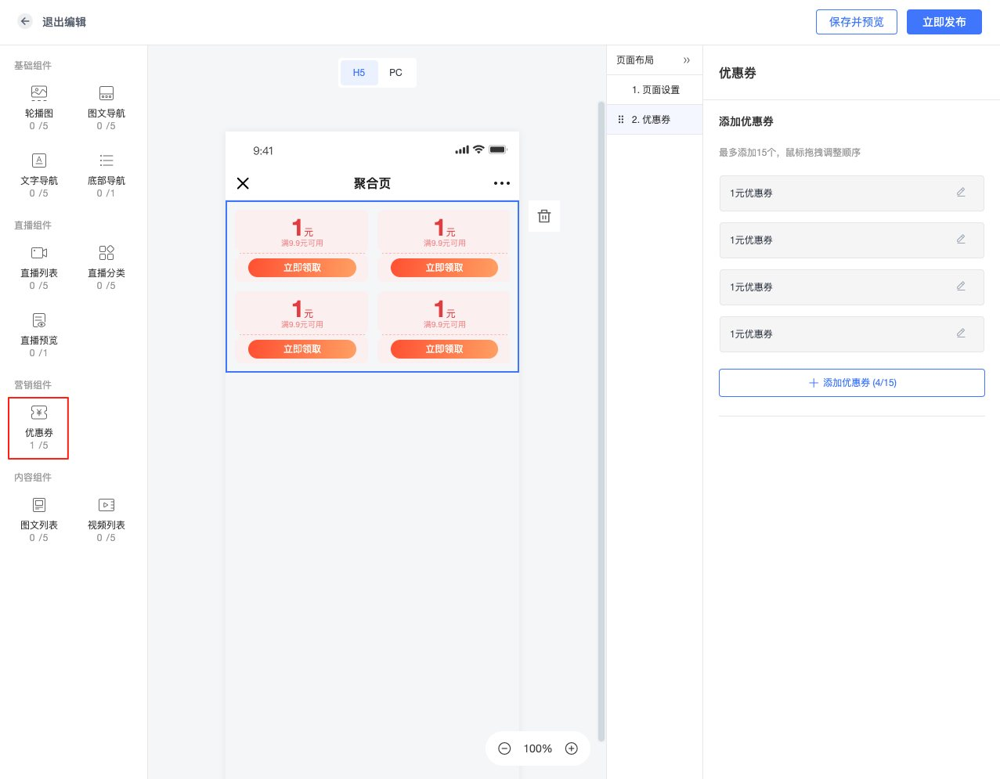 退出编辑
保存并预览
立即发布
基础组件
轮播图
0 /5
图文导航
0 /5
文字导航
0 /5
底部导航
0 /1
直播组件
直播列表
0 /5
直播分类
0 /5
直播预览
0 /1
营销组件
优惠券
1 /5
内容组件
图文列表
0 /5
视频列表
0 /5
H5
PC
9:41
聚合页
1元
满9.9元可用
立即领取
1元
满9.9元可用
立即领取
1元
满9.9元可用
立即领取
1元
满9.9元可用
立即领取
100%
页面布局
1. 页面设置
2. 优惠券
优惠券
添加优惠券
最多添加15个，鼠标拖拽调整顺序
1元优惠券
1元优惠券
1元优惠券
1元优惠券
添加优惠券 (4/15)